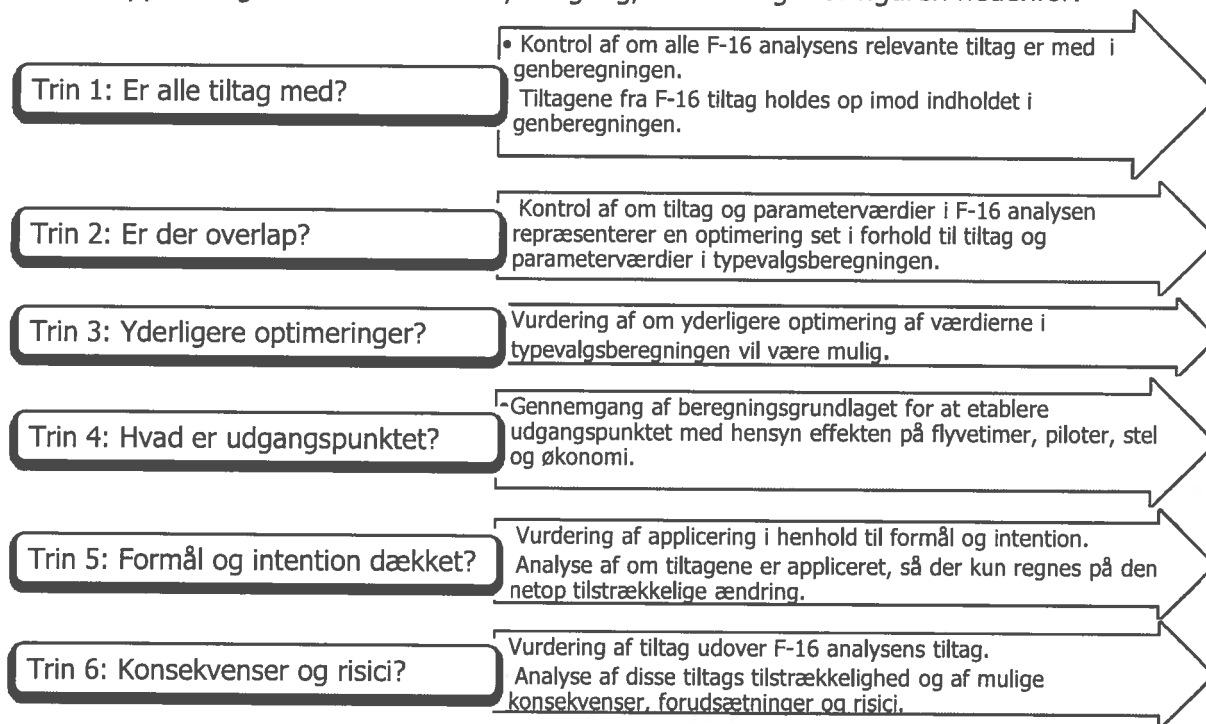 Trin 1: Er alle tiltag med?
• Kontrol af om alle F-16 analysens relevante tiltag er med i
genberegningen.
Tiltagene fra F-16 tiltag holdes op imod indholdet i
genberegningen.
Trin 2: Er der overlap?
Kontrol af om tiltag og parameterværdier i F-16 analysen
repræsenterer en optimering set i forhold til tiltag og
parameterværdier i typevalgsberegningen.
Trin 3: Yderligere optimeringer?
Vurdering af om yderligere optimering af værdierne i
typevalgsberegningen vil være mulig.
Trin 4: Hvad er udgangspunktet?
-Gennemgang af beregningsgrundlaget for at etablere
udgangspunktet med hensyn effekten på flyvetimer, piloter, stel
og økonomi.
Trin 5: Formål og intention dækket?
Vurdering af applicering i henhold til formål og intention.
Analyse af om tiltagene er appliceret, så der kun regnes på den
netop tilstrækkelige ændring.
Trin 6: Konsekvenser og risici?
Vurdering af tiltag udover F-16 analysens tiltag.
Analyse af disse tiltags tilstrækkelighed og af mulige
konsekvenser, forudsætninger og risici.